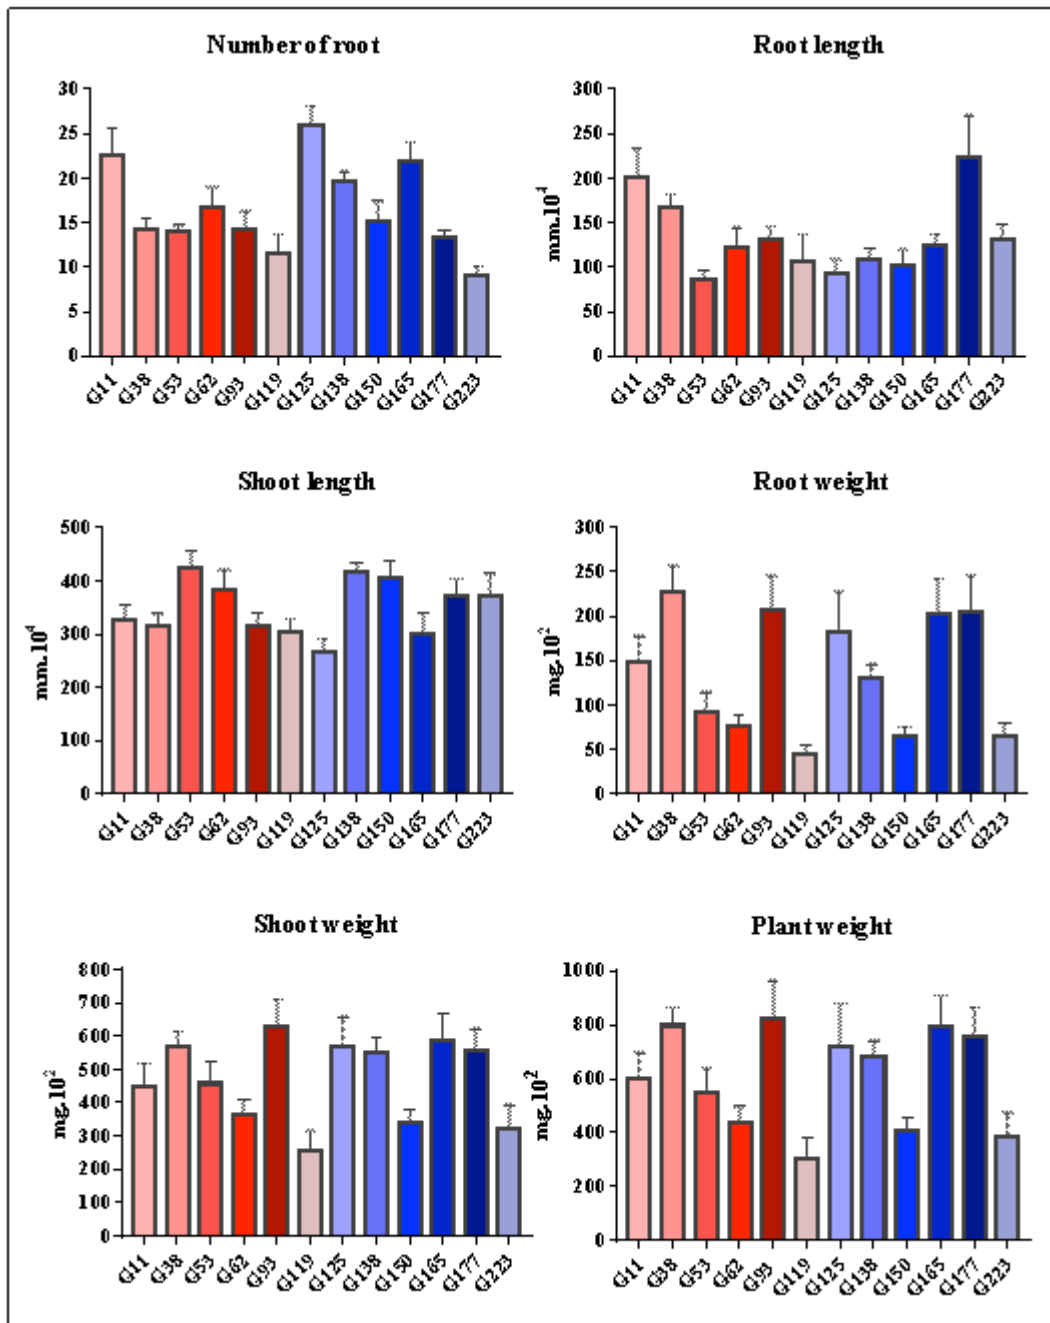 Number of root
30
25
20
15
10
5
0
G11 G38 G53 G62 G93 G119 G125 G138 G150 G165 G177 G223
Root length
mm.10⁴
300
250
200
150
100
50
0
G11 G38 G53 G62 G93 G119 G125 G138 G150 G165 G177 G223
Shoot length
mm.10⁴
500
400
300
200
100
0
G11 G38 G53 G62 G93 G119 G125 G138 G150 G165 G177 G223
Root weight
mg.10²
300
250
200
150
100
50
0
G11 G38 G53 G62 G93 G119 G125 G138 G150 G165 G177 G223
Shoot weight
mg.10²
800
700
600
500
400
300
200
100
0
G11 G38 G53 G62 G93 G119 G125 G138 G150 G165 G177 G223
Plant weight
mg.10²
1000
800
600
400
200
0
G11 G38 G53 G62 G93 G119 G125 G138 G150 G165 G177 G223